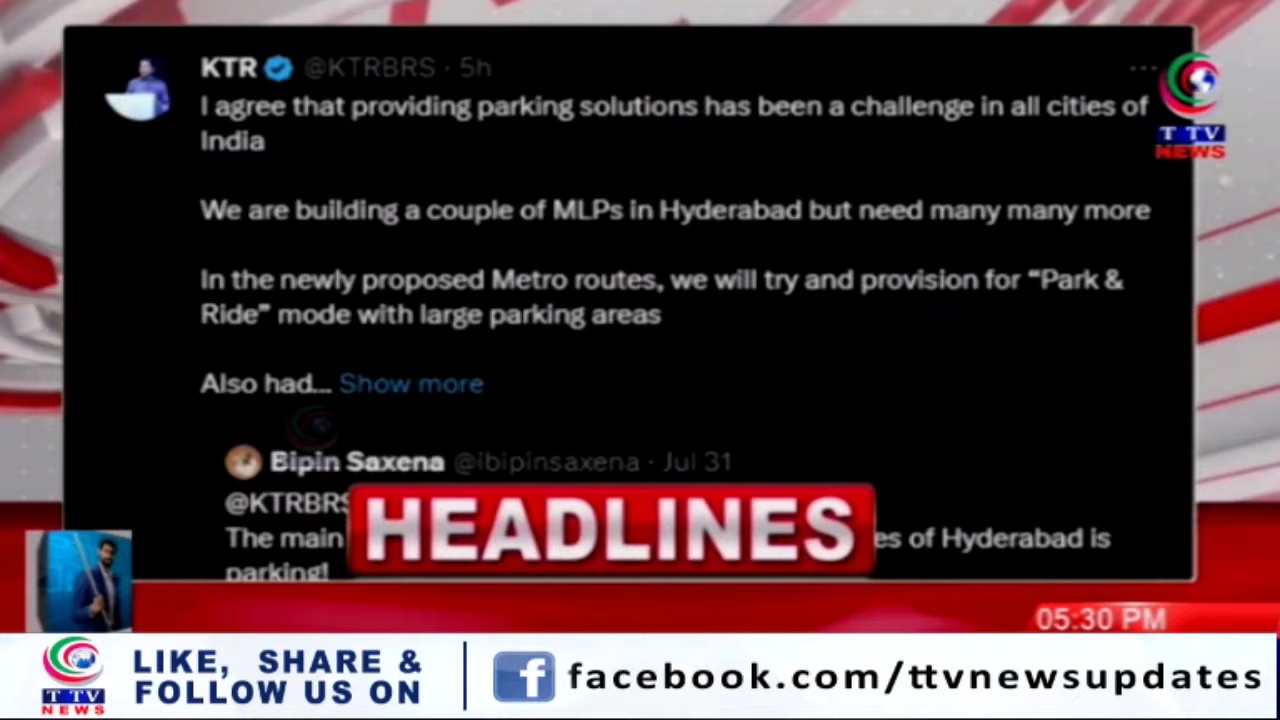 KTR @KTRBRS · 5h
I agree that providing parking solutions has been a challenge in all cities of
India
We are building a couple of MLPs in Hyderabad but need many many more
In the newly proposed Metro routes, we will try and provision for “Park &
Ride” mode with large parking areas
Also had... Show more
Bipin Saxena @ibipinsaxena · Jul 31
@KTRBRS
The main es of Hyderabad is
parking!
HEADLINES
T TV
NEWS
05:30 PM
T TV
NEWS
LIKE, SHARE &
FOLLOW US ON
f facebook.com/ttvnewsupdates